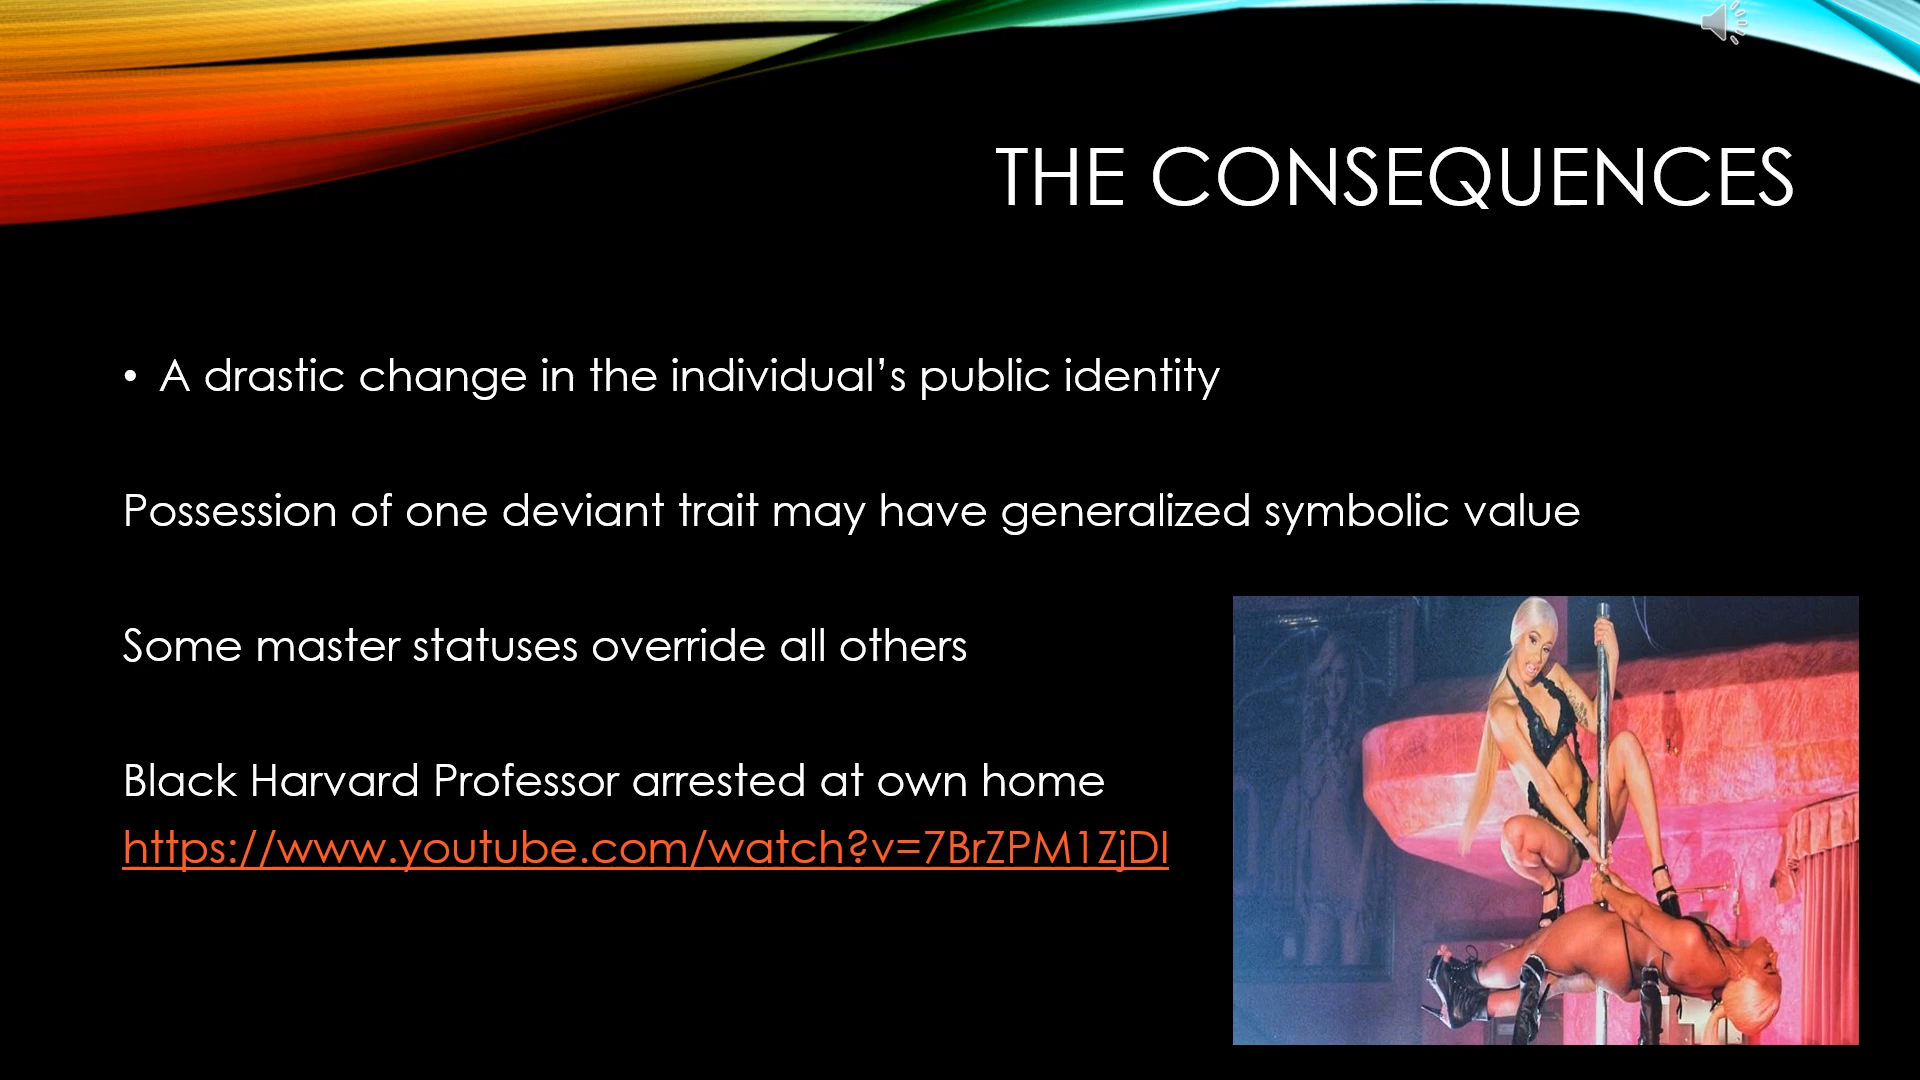 THE CONSEQUENCES
• A drastic change in the individual’s public identity
Possession of one deviant trait may have generalized symbolic value
Some master statuses override all others
Black Harvard Professor arrested at own home
https://www.youtube.com/watch?v=7BrZPM1ZjDI